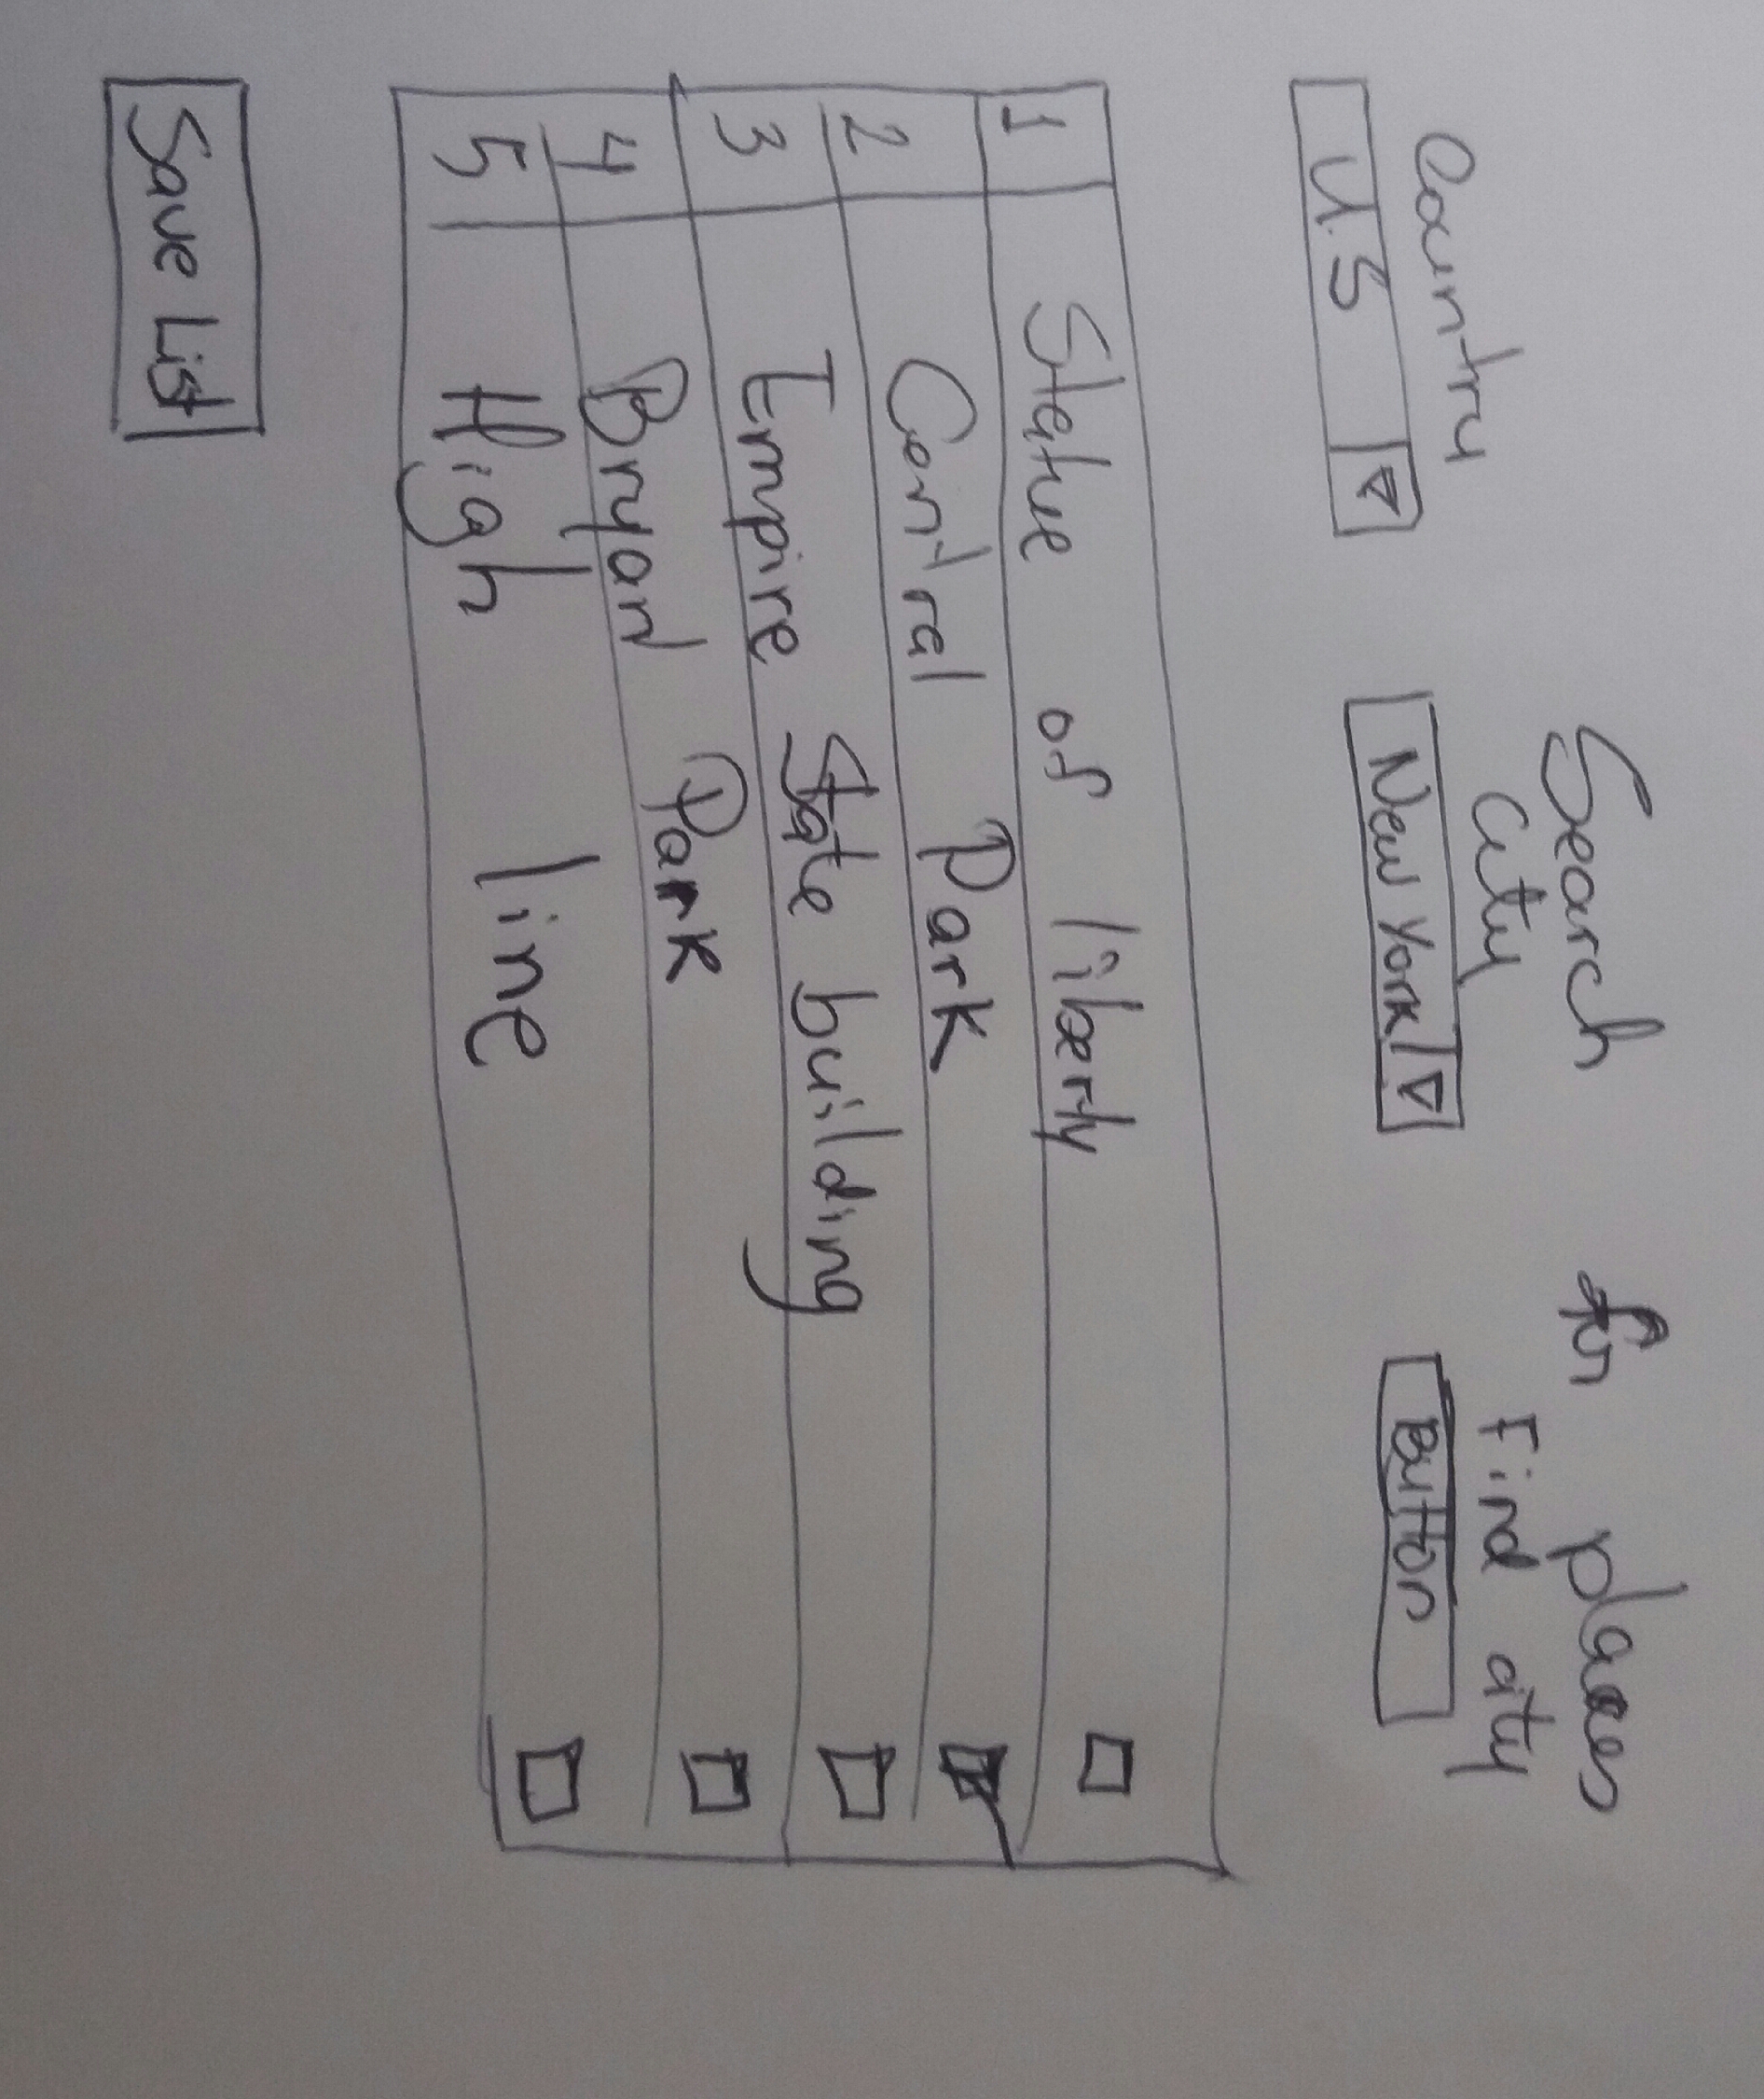 Search for places
Country City Find city
U.S New York Button
1 Statue of liberty
2 Central Park
3 Empire State building
4 Bryant Park
5 High line
Save List